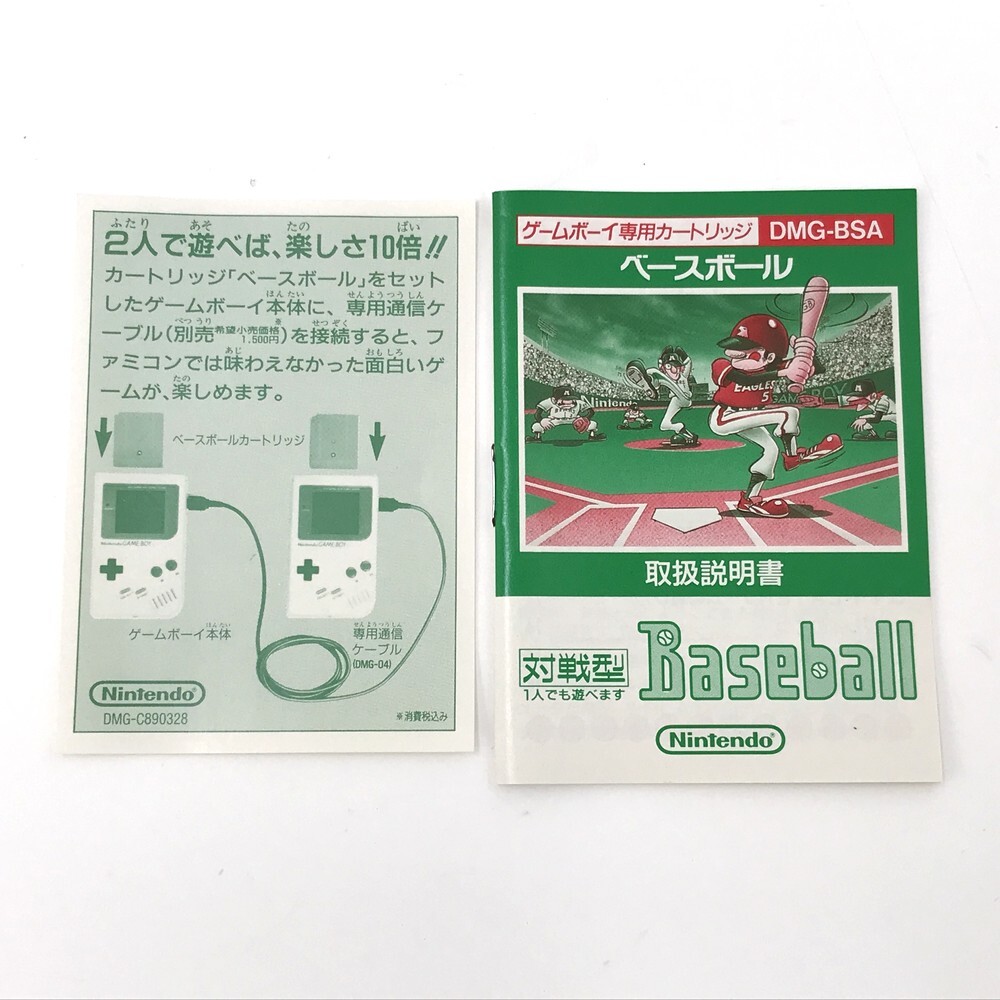 2人で遊べば、楽しさ10倍!!
ふたり あそ たの ばい
カートリッジ「ベースボール」をセット
したゲームボーイ本体に、専用通信ケ
ほんたい せんようつうしん
ーブル(別売希望小売価格※1,500円)を接続すると、フ
べつうり せつぞく
ァミコンでは味わえなかった面白いゲ
あじ おもしろ
ームが、楽しめます。
たの
ベースボールカートリッジ
Nintendo GAME BOY
Nintendo GAME BOY
ゲームボーイ本体
ほんたい
専用通信
せんようつうしん
ケーブル
(DMG-04)
Nintendo
DMG-C890328
※消費税込み
ゲームボーイ専用カートリッジ DMG-BSA
ベースボール
Nintendo
EAGLES
5
GAMEBOY
GB
取扱説明書
対戦型
1人でも遊べます
Baseball
Nintendo